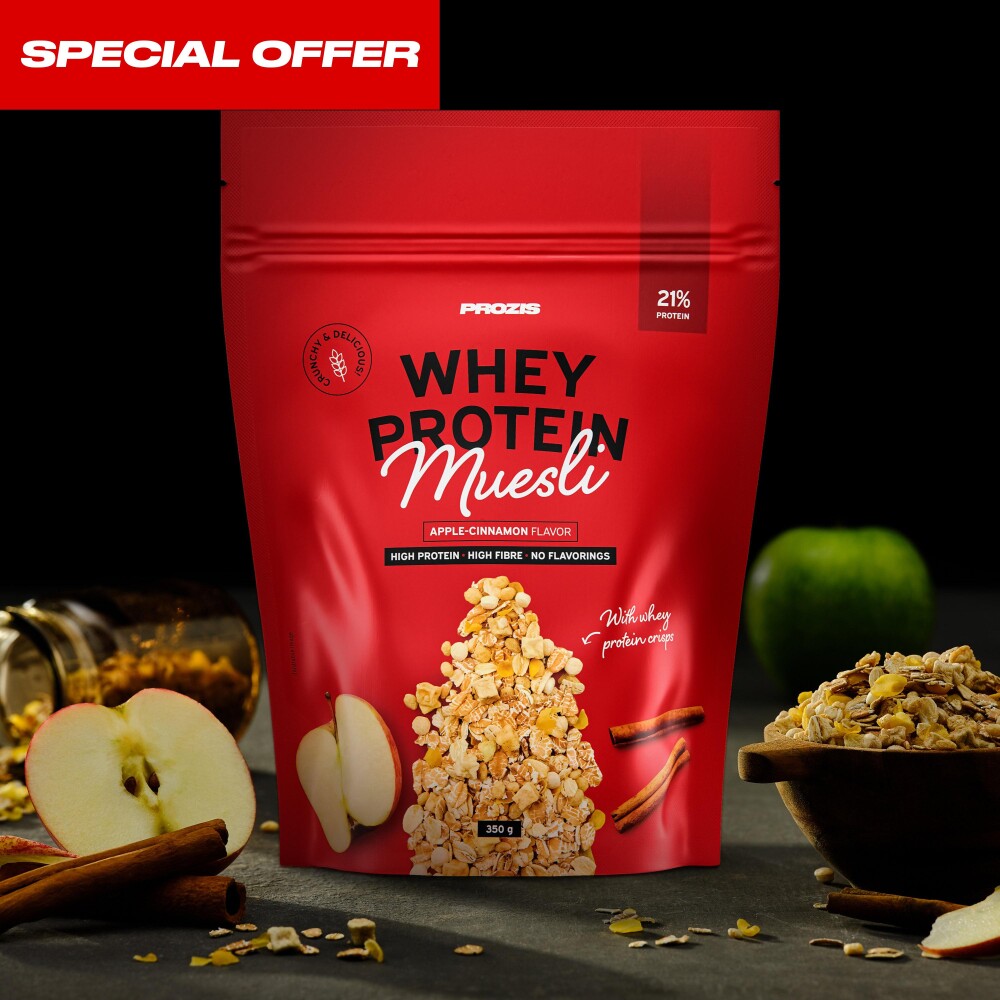 SPECIAL OFFER
PROZIS
21%
PROTEIN
CRUNCHY & DELICIOUS!
WHEY
PROTEIN
Muesli
APPLE-CINNAMON FLAVOR
HIGH PROTEIN • HIGH FIBRE • NO FLAVORINGS
With whey
protein crisps
350 g